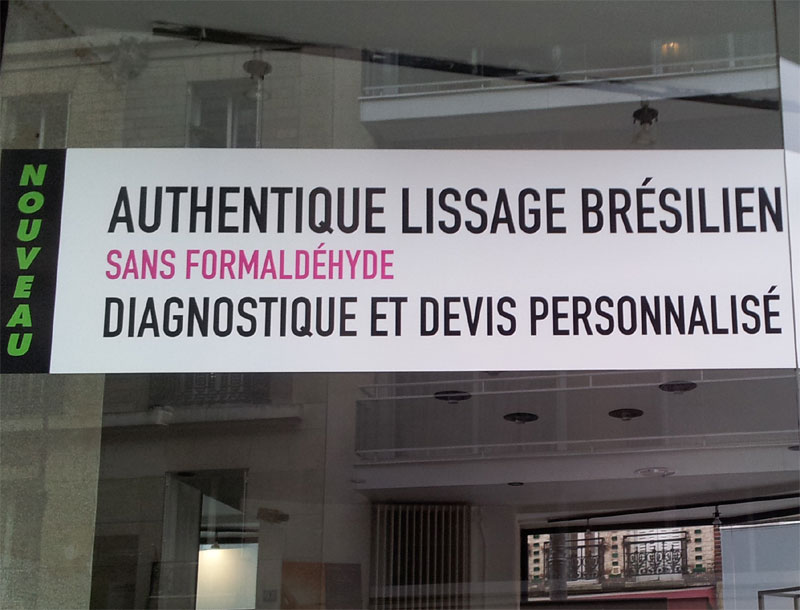 NOUVEAU
AUTHENTIQUE LISSAGE BRÉSILIEN
SANS FORMALDÉHYDE
DIAGNOSTIQUE ET DEVIS PERSONNALISÉ